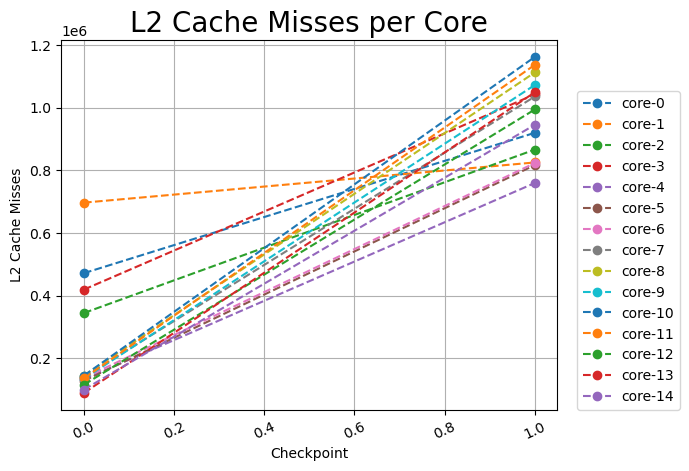 L2 Cache Misses per Core
1e6
1.2
1.0
0.8
0.6
0.4
0.2
L2 Cache Misses
0.0
0.2
0.4
0.6
0.8
1.0
Checkpoint
core-0
core-1
core-2
core-3
core-4
core-5
core-6
core-7
core-8
core-9
core-10
core-11
core-12
core-13
core-14